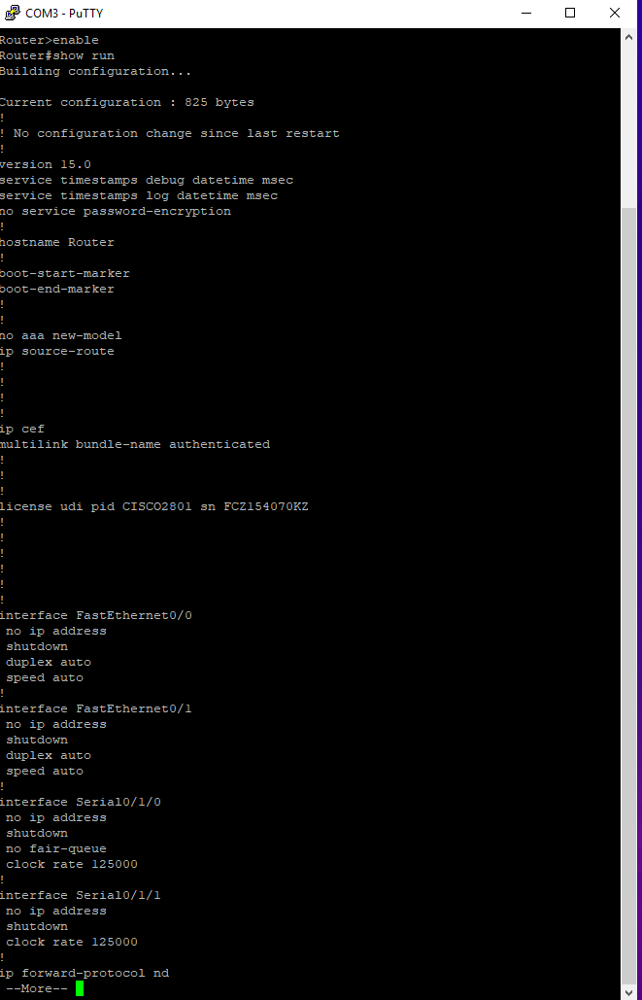 COM3 - PuTTY
Router>enable
Router#show run
Building configuration...
Current configuration : 825 bytes
!
! No configuration change since last restart
!
version 15.0
service timestamps debug datetime msec
service timestamps log datetime msec
no service password-encryption
!
hostname Router
!
boot-start-marker
boot-end-marker
!
!
no aaa new-model
ip source-route
!
!
!
!
ip cef
multilink bundle-name authenticated
!
!
!
license udi pid CISCO2801 sn FCZ154070KZ
!
!
!
!
!
!
interface FastEthernet0/0
 no ip address
 shutdown
 duplex auto
 speed auto
!
interface FastEthernet0/1
 no ip address
 shutdown
 duplex auto
 speed auto
!
interface Serial0/1/0
 no ip address
 shutdown
 no fair-queue
 clock rate 125000
!
interface Serial0/1/1
 no ip address
 shutdown
 clock rate 125000
!
ip forward-protocol nd
 --More--